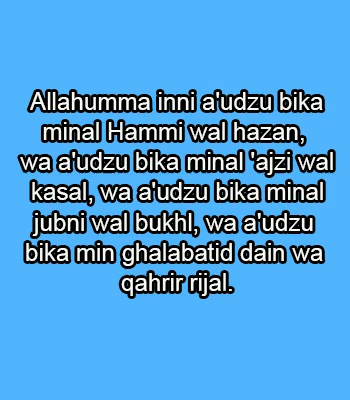 Allahumma inni a'udzu bika
minal Hammi wal hazan,
wa a'udzu bika minal 'ajzi wal
kasal, wa a'udzu bika minal
jubni wal bukhl, wa a'udzu
bika min ghalabatid dain wa
qahrir rijal.